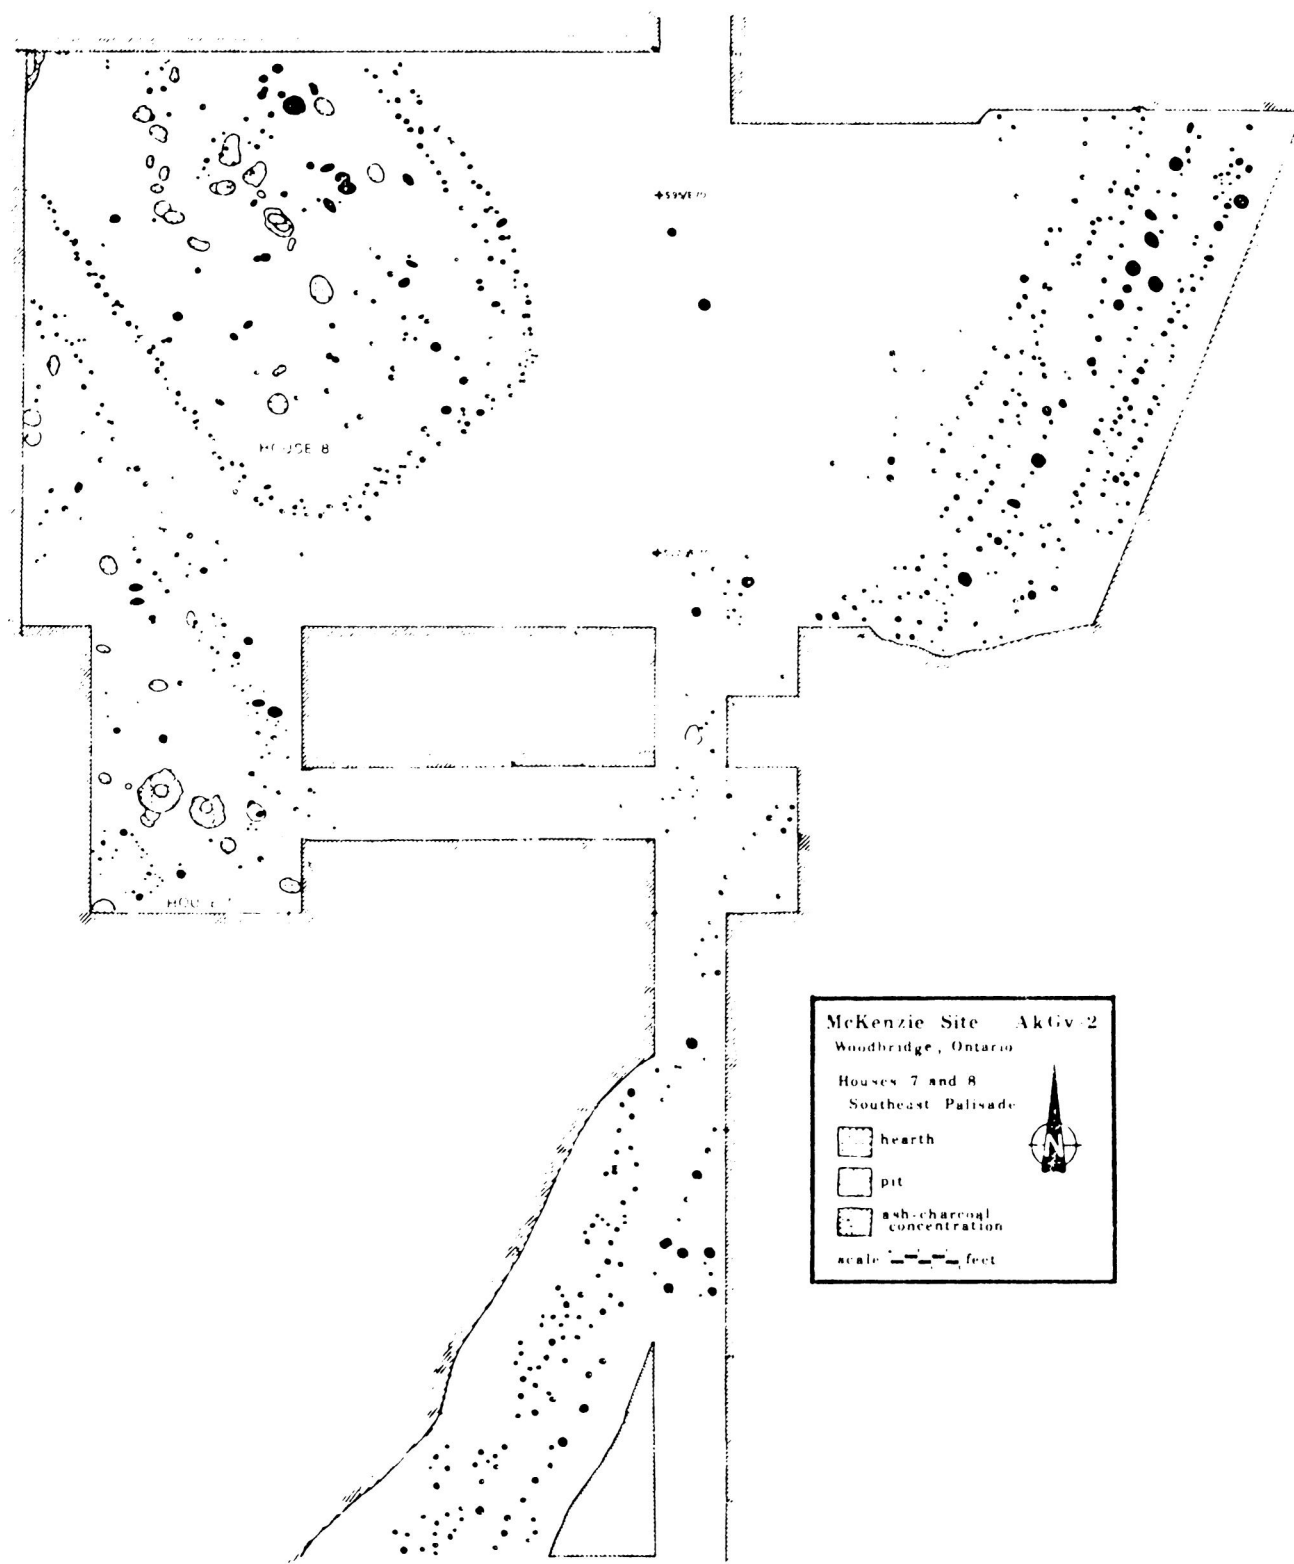 HOUSE 8
McKenzie Site AkGv-2
Woodbridge, Ontario
Houses 7 and 8
Southeast Palisade
N
hearth
pit
ash-charcoal
concentration
scale feet